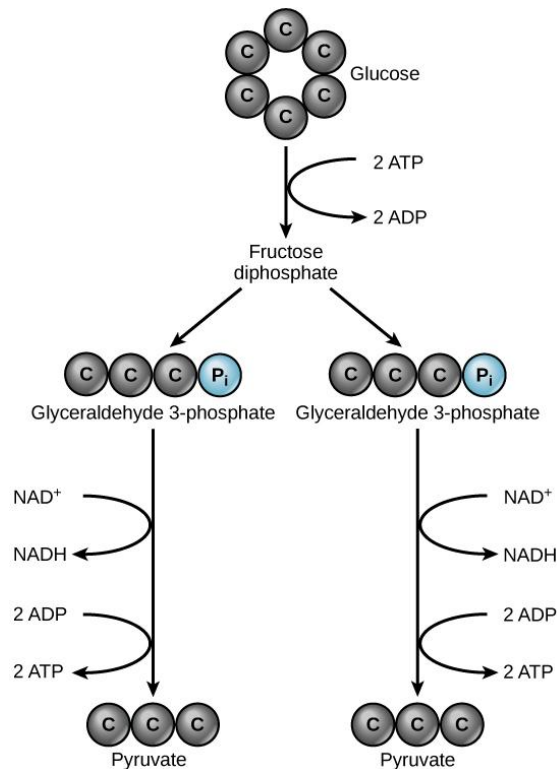 C
C
C
C
C
C
Glucose
2 ATP
2 ADP
Fructose
diphosphate
C C C Pi
C C C Pi
Glyceraldehyde 3-phosphate
Glyceraldehyde 3-phosphate
NAD+
NAD+
NADH
NADH
2 ADP
2 ADP
2 ATP
2 ATP
C C C
C C C
Pyruvate
Pyruvate